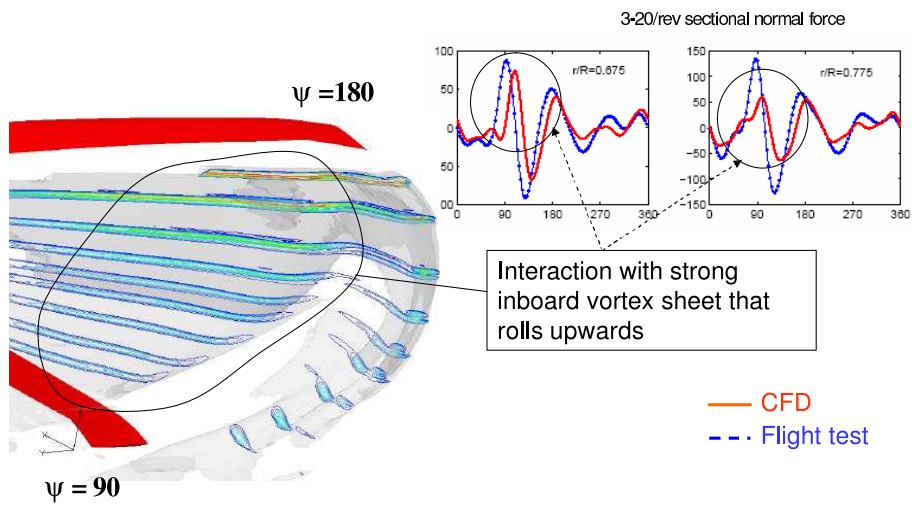 3-20/rev sectional normal force
100
50
0
50
00
0 90 180 270 360
r/R=0.675
150
100
50
0
−50
−100
−150
0 90 180 270 360
r/R=0.775
ψ =180
Interaction with strong
inboard vortex sheet that
rolls upwards
CFD
Flight test
ψ = 90